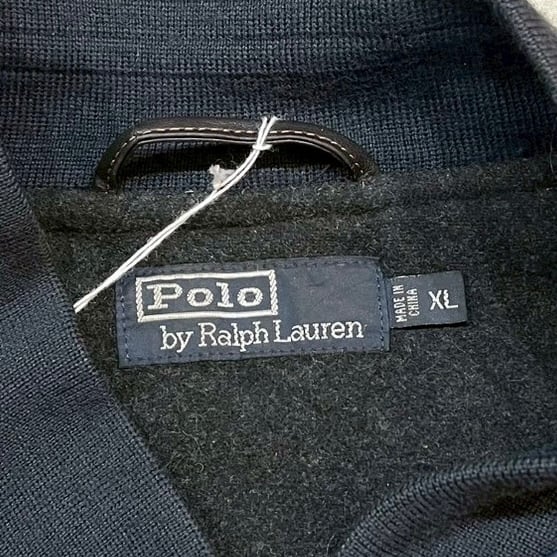 Polo
by Ralph Lauren
MADE IN
CHINA
XL